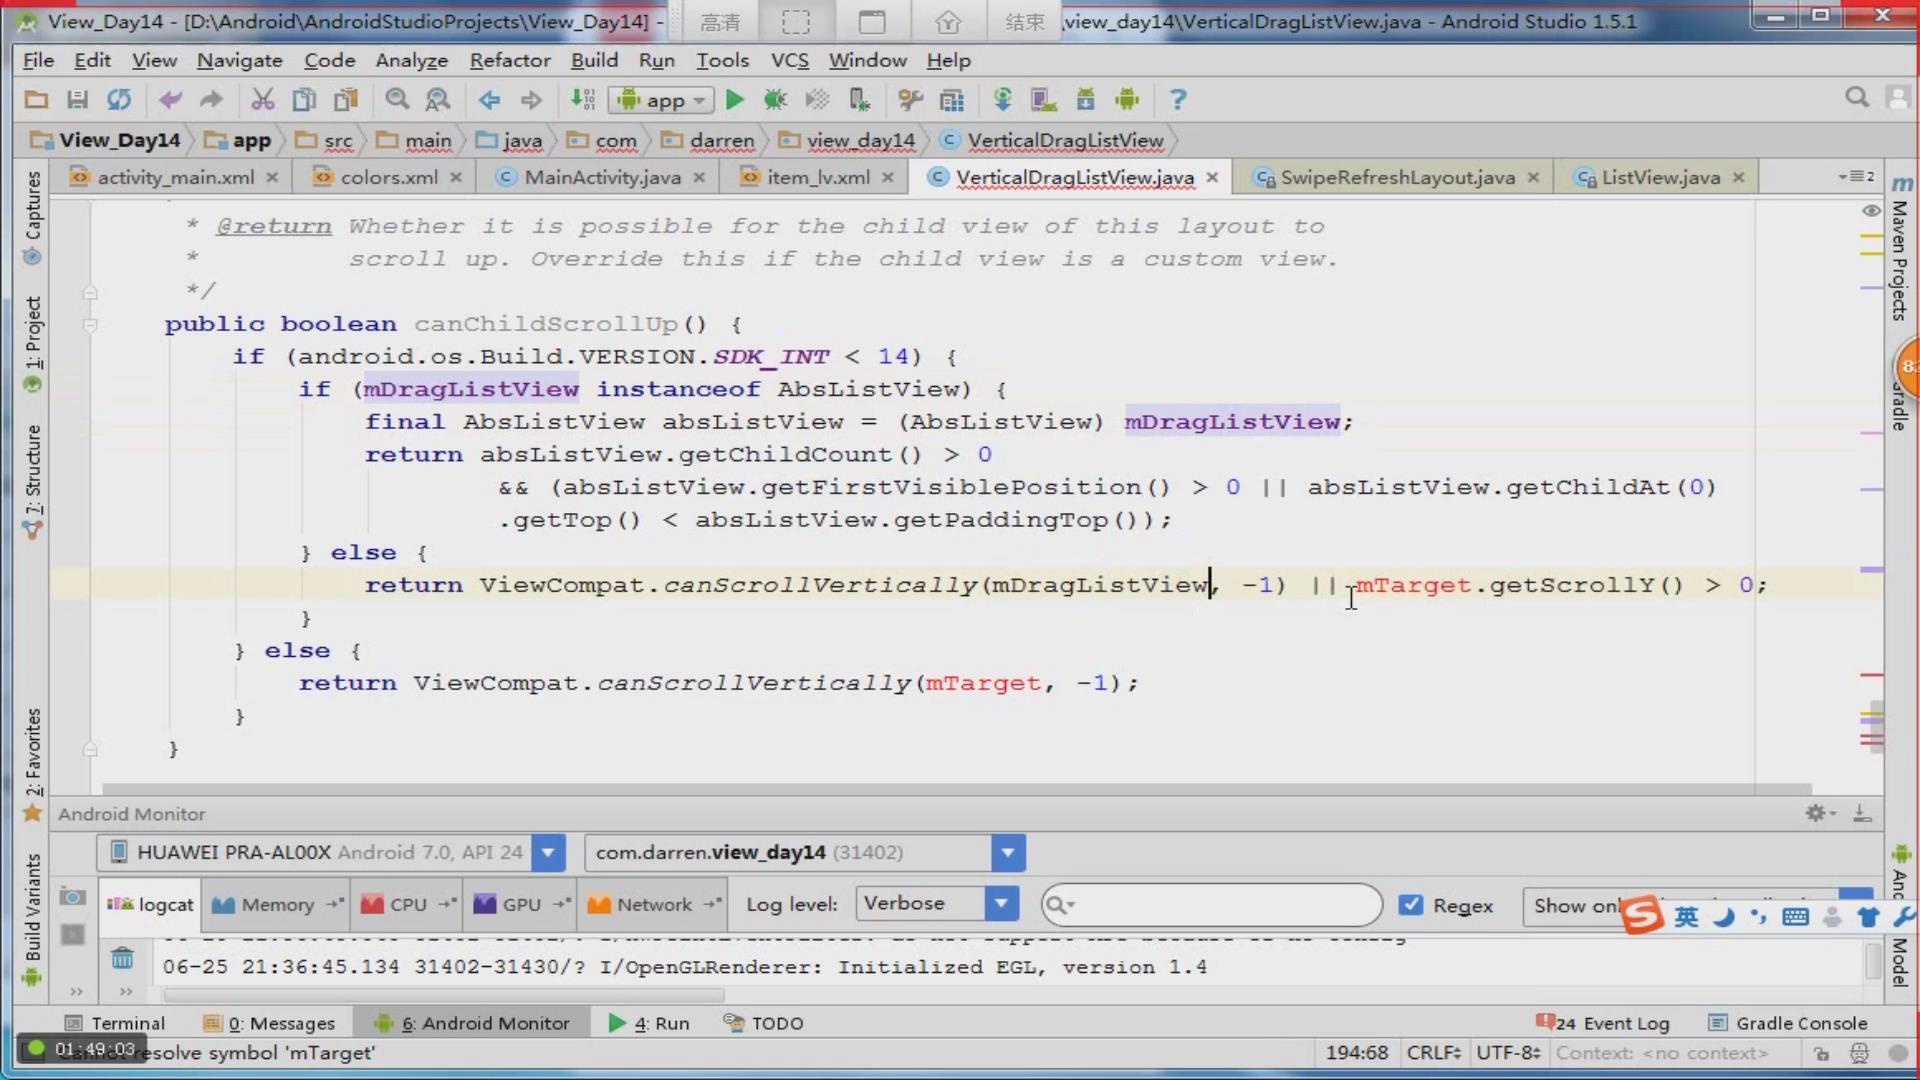 View_Day14 - [D:\Android\AndroidStudioProjects\View_Day14] -
高清
结束
.\view_day14\VerticalDragListView.java - Android Studio 1.5.1
File Edit View Navigate Code Analyze Refactor Build Run Tools VCS Window Help
app
View_Day14 app src main java com darren view_day14 VerticalDragListView
activity_main.xml colors.xml MainActivity.java item_lv.xml VerticalDragListView.java SwipeRefreshLayout.java ListView.java
2
* @return Whether it is possible for the child view of this layout to
* scroll up. Override this if the child view is a custom view.
*/
public boolean canChildScrollUp() {
if (android.os.Build.VERSION.SDK_INT < 14) {
if (mDragListView instanceof AbsListView) {
final AbsListView absListView = (AbsListView) mDragListView;
return absListView.getChildCount() > 0
&& (absListView.getFirstVisiblePosition() > 0 || absListView.getChildAt(0)
.getTop() < absListView.getPaddingTop());
} else {
return ViewCompat.canScrollVertically(mDragListView, -1) || mTarget.getScrollY() > 0;
}
} else {
return ViewCompat.canScrollVertically(mTarget, -1);
}
}
Captures
1: Project
7: Structure
2: Favorites
Build Variants
Maven Projects
Model
Android Monitor
HUAWEI PRA-AL00X Android 7.0, API 24
com.darren.view_day14 (31402)
logcat Memory CPU GPU Network Log level: Verbose Regex Show onl
英
06-25 21:36:45.134 31402-31430/? I/OpenGLRenderer: Initialized EGL, version 1.4
Terminal 0: Messages 6: Android Monitor 4: Run TODO 24 Event Log Gradle Console
01:49:03
resolve symbol 'mTarget'
194:68 CRLF UTF-8 Context: <no context>